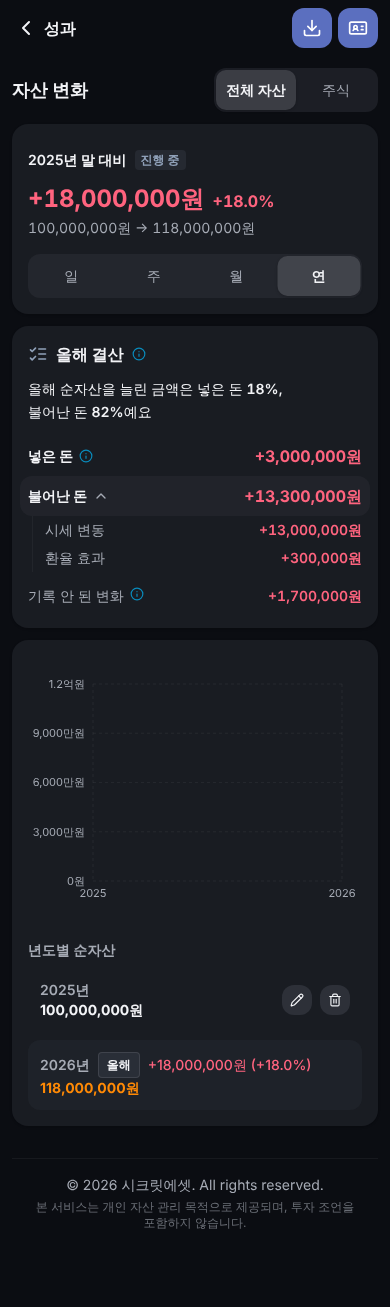 성과
자산 변화
전체 자산
주식
2025년 말 대비 진행 중
+18,000,000원 +18.0%
100,000,000원 → 118,000,000원
일 주 월 연
올해 결산
올해 순자산을 늘린 금액은 넣은 돈 18%,
불어난 돈 82%예요
넣은 돈 +3,000,000원
불어난 돈 +13,300,000원
시세 변동 +13,000,000원
환율 효과 +300,000원
기록 안 된 변화 +1,700,000원
1.2억원
9,000만원
6,000만원
3,000만원
0원
2025 2026
년도별 순자산
2025년
100,000,000원
2026년 올해 +18,000,000원 (+18.0%)
118,000,000원
© 2026 시크릿에셋. All rights reserved.
본 서비스는 개인 자산 관리 목적으로 제공되며, 투자 조언을
포함하지 않습니다.